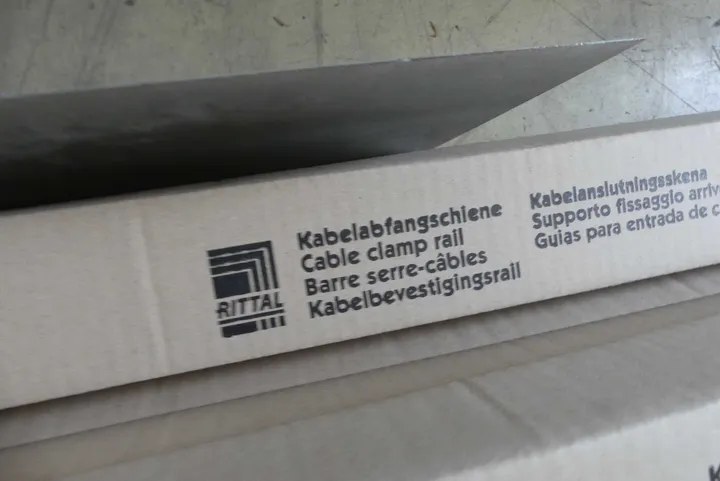 RITTAL
Kabelabfangschiene
Cable clamp rail
Barre serre-câbles
Kabelbevestigingsrail
Kabelanslutningsskena
Supporto fissaggio
Guias para entrada de